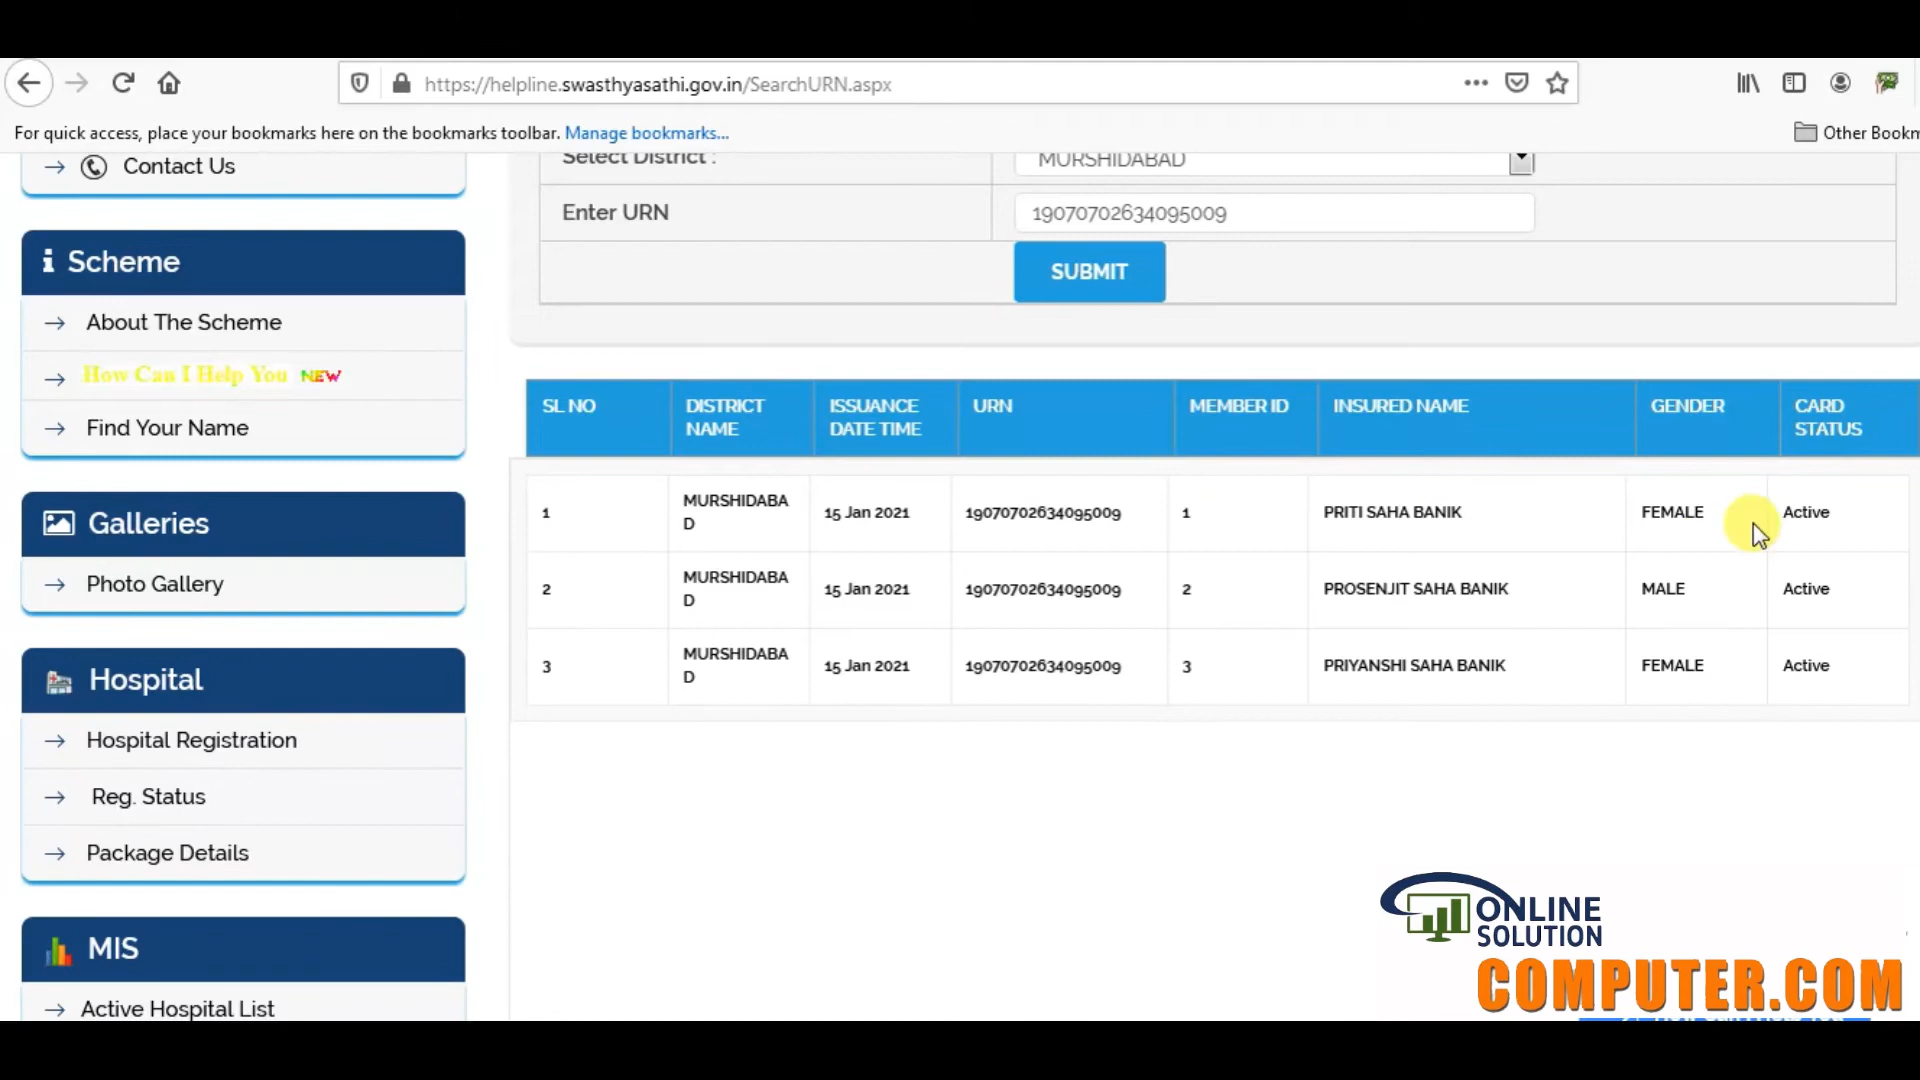 https://helpline.swasthyasathi.gov.in/SearchURN.aspx
For quick access, place your bookmarks here on the bookmarks toolbar. Manage bookmarks...
Other Bookm
Contact Us
Scheme
About The Scheme
How Can I Help You NEW
Find Your Name
Galleries
Photo Gallery
Hospital
Hospital Registration
Reg. Status
Package Details
MIS
Active Hospital List
Select District : MURSHIDABAD
Enter URN 19070702634095009
SUBMIT
SL NO DISTRICT NAME ISSUANCE DATE TIME URN MEMBER ID INSURED NAME GENDER CARD STATUS
1 MURSHIDABAD 15 Jan 2021 19070702634095009 1 PRITI SAHA BANIK FEMALE Active
2 MURSHIDABAD 15 Jan 2021 19070702634095009 2 PROSENJIT SAHA BANIK MALE Active
3 MURSHIDABAD 15 Jan 2021 19070702634095009 3 PRIYANSHI SAHA BANIK FEMALE Active
ONLINE
SOLUTION
COMPUTER.COM